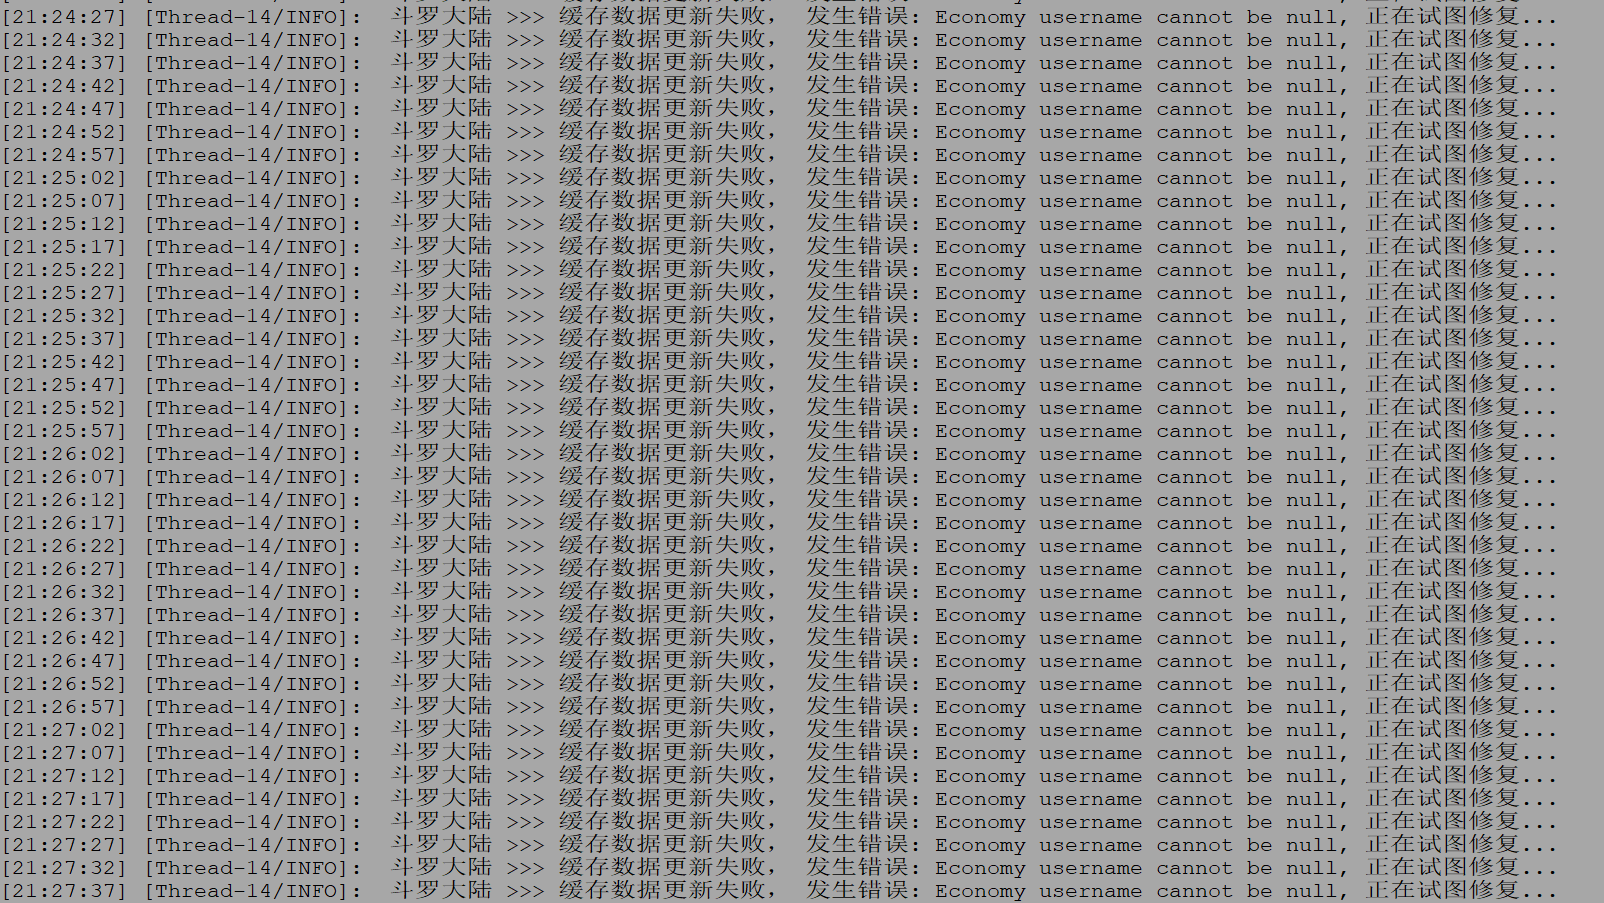 [21:24:27] [Thread-14/INFO]: 斗罗大陆 >>> 缓存数据更新失败， 发生错误: Economy username cannot be null, 正在试图修复...
[21:24:32] [Thread-14/INFO]: 斗罗大陆 >>> 缓存数据更新失败， 发生错误: Economy username cannot be null, 正在试图修复...
[21:24:37] [Thread-14/INFO]: 斗罗大陆 >>> 缓存数据更新失败， 发生错误: Economy username cannot be null, 正在试图修复...
[21:24:42] [Thread-14/INFO]: 斗罗大陆 >>> 缓存数据更新失败， 发生错误: Economy username cannot be null, 正在试图修复...
[21:24:47] [Thread-14/INFO]: 斗罗大陆 >>> 缓存数据更新失败， 发生错误: Economy username cannot be null, 正在试图修复...
[21:24:52] [Thread-14/INFO]: 斗罗大陆 >>> 缓存数据更新失败， 发生错误: Economy username cannot be null, 正在试图修复...
[21:24:57] [Thread-14/INFO]: 斗罗大陆 >>> 缓存数据更新失败， 发生错误: Economy username cannot be null, 正在试图修复...
[21:25:02] [Thread-14/INFO]: 斗罗大陆 >>> 缓存数据更新失败， 发生错误: Economy username cannot be null, 正在试图修复...
[21:25:07] [Thread-14/INFO]: 斗罗大陆 >>> 缓存数据更新失败， 发生错误: Economy username cannot be null, 正在试图修复...
[21:25:12] [Thread-14/INFO]: 斗罗大陆 >>> 缓存数据更新失败， 发生错误: Economy username cannot be null, 正在试图修复...
[21:25:17] [Thread-14/INFO]: 斗罗大陆 >>> 缓存数据更新失败， 发生错误: Economy username cannot be null, 正在试图修复...
[21:25:22] [Thread-14/INFO]: 斗罗大陆 >>> 缓存数据更新失败， 发生错误: Economy username cannot be null, 正在试图修复...
[21:25:27] [Thread-14/INFO]: 斗罗大陆 >>> 缓存数据更新失败， 发生错误: Economy username cannot be null, 正在试图修复...
[21:25:32] [Thread-14/INFO]: 斗罗大陆 >>> 缓存数据更新失败， 发生错误: Economy username cannot be null, 正在试图修复...
[21:25:37] [Thread-14/INFO]: 斗罗大陆 >>> 缓存数据更新失败， 发生错误: Economy username cannot be null, 正在试图修复...
[21:25:42] [Thread-14/INFO]: 斗罗大陆 >>> 缓存数据更新失败， 发生错误: Economy username cannot be null, 正在试图修复...
[21:25:47] [Thread-14/INFO]: 斗罗大陆 >>> 缓存数据更新失败， 发生错误: Economy username cannot be null, 正在试图修复...
[21:25:52] [Thread-14/INFO]: 斗罗大陆 >>> 缓存数据更新失败， 发生错误: Economy username cannot be null, 正在试图修复...
[21:25:57] [Thread-14/INFO]: 斗罗大陆 >>> 缓存数据更新失败， 发生错误: Economy username cannot be null, 正在试图修复...
[21:26:02] [Thread-14/INFO]: 斗罗大陆 >>> 缓存数据更新失败， 发生错误: Economy username cannot be null, 正在试图修复...
[21:26:07] [Thread-14/INFO]: 斗罗大陆 >>> 缓存数据更新失败， 发生错误: Economy username cannot be null, 正在试图修复...
[21:26:12] [Thread-14/INFO]: 斗罗大陆 >>> 缓存数据更新失败， 发生错误: Economy username cannot be null, 正在试图修复...
[21:26:17] [Thread-14/INFO]: 斗罗大陆 >>> 缓存数据更新失败， 发生错误: Economy username cannot be null, 正在试图修复...
[21:26:22] [Thread-14/INFO]: 斗罗大陆 >>> 缓存数据更新失败， 发生错误: Economy username cannot be null, 正在试图修复...
[21:26:27] [Thread-14/INFO]: 斗罗大陆 >>> 缓存数据更新失败， 发生错误: Economy username cannot be null, 正在试图修复...
[21:26:32] [Thread-14/INFO]: 斗罗大陆 >>> 缓存数据更新失败， 发生错误: Economy username cannot be null, 正在试图修复...
[21:26:37] [Thread-14/INFO]: 斗罗大陆 >>> 缓存数据更新失败， 发生错误: Economy username cannot be null, 正在试图修复...
[21:26:42] [Thread-14/INFO]: 斗罗大陆 >>> 缓存数据更新失败， 发生错误: Economy username cannot be null, 正在试图修复...
[21:26:47] [Thread-14/INFO]: 斗罗大陆 >>> 缓存数据更新失败， 发生错误: Economy username cannot be null, 正在试图修复...
[21:26:52] [Thread-14/INFO]: 斗罗大陆 >>> 缓存数据更新失败， 发生错误: Economy username cannot be null, 正在试图修复...
[21:26:57] [Thread-14/INFO]: 斗罗大陆 >>> 缓存数据更新失败， 发生错误: Economy username cannot be null, 正在试图修复...
[21:27:02] [Thread-14/INFO]: 斗罗大陆 >>> 缓存数据更新失败， 发生错误: Economy username cannot be null, 正在试图修复...
[21:27:07] [Thread-14/INFO]: 斗罗大陆 >>> 缓存数据更新失败， 发生错误: Economy username cannot be null, 正在试图修复...
[21:27:12] [Thread-14/INFO]: 斗罗大陆 >>> 缓存数据更新失败， 发生错误: Economy username cannot be null, 正在试图修复...
[21:27:17] [Thread-14/INFO]: 斗罗大陆 >>> 缓存数据更新失败， 发生错误: Economy username cannot be null, 正在试图修复...
[21:27:22] [Thread-14/INFO]: 斗罗大陆 >>> 缓存数据更新失败， 发生错误: Economy username cannot be null, 正在试图修复...
[21:27:27] [Thread-14/INFO]: 斗罗大陆 >>> 缓存数据更新失败， 发生错误: Economy username cannot be null, 正在试图修复...
[21:27:32] [Thread-14/INFO]: 斗罗大陆 >>> 缓存数据更新失败， 发生错误: Economy username cannot be null, 正在试图修复...
[21:27:37] [Thread-14/INFO]: 斗罗大陆 >>> 缓存数据更新失败， 发生错误: Economy username cannot be null, 正在试图修复...